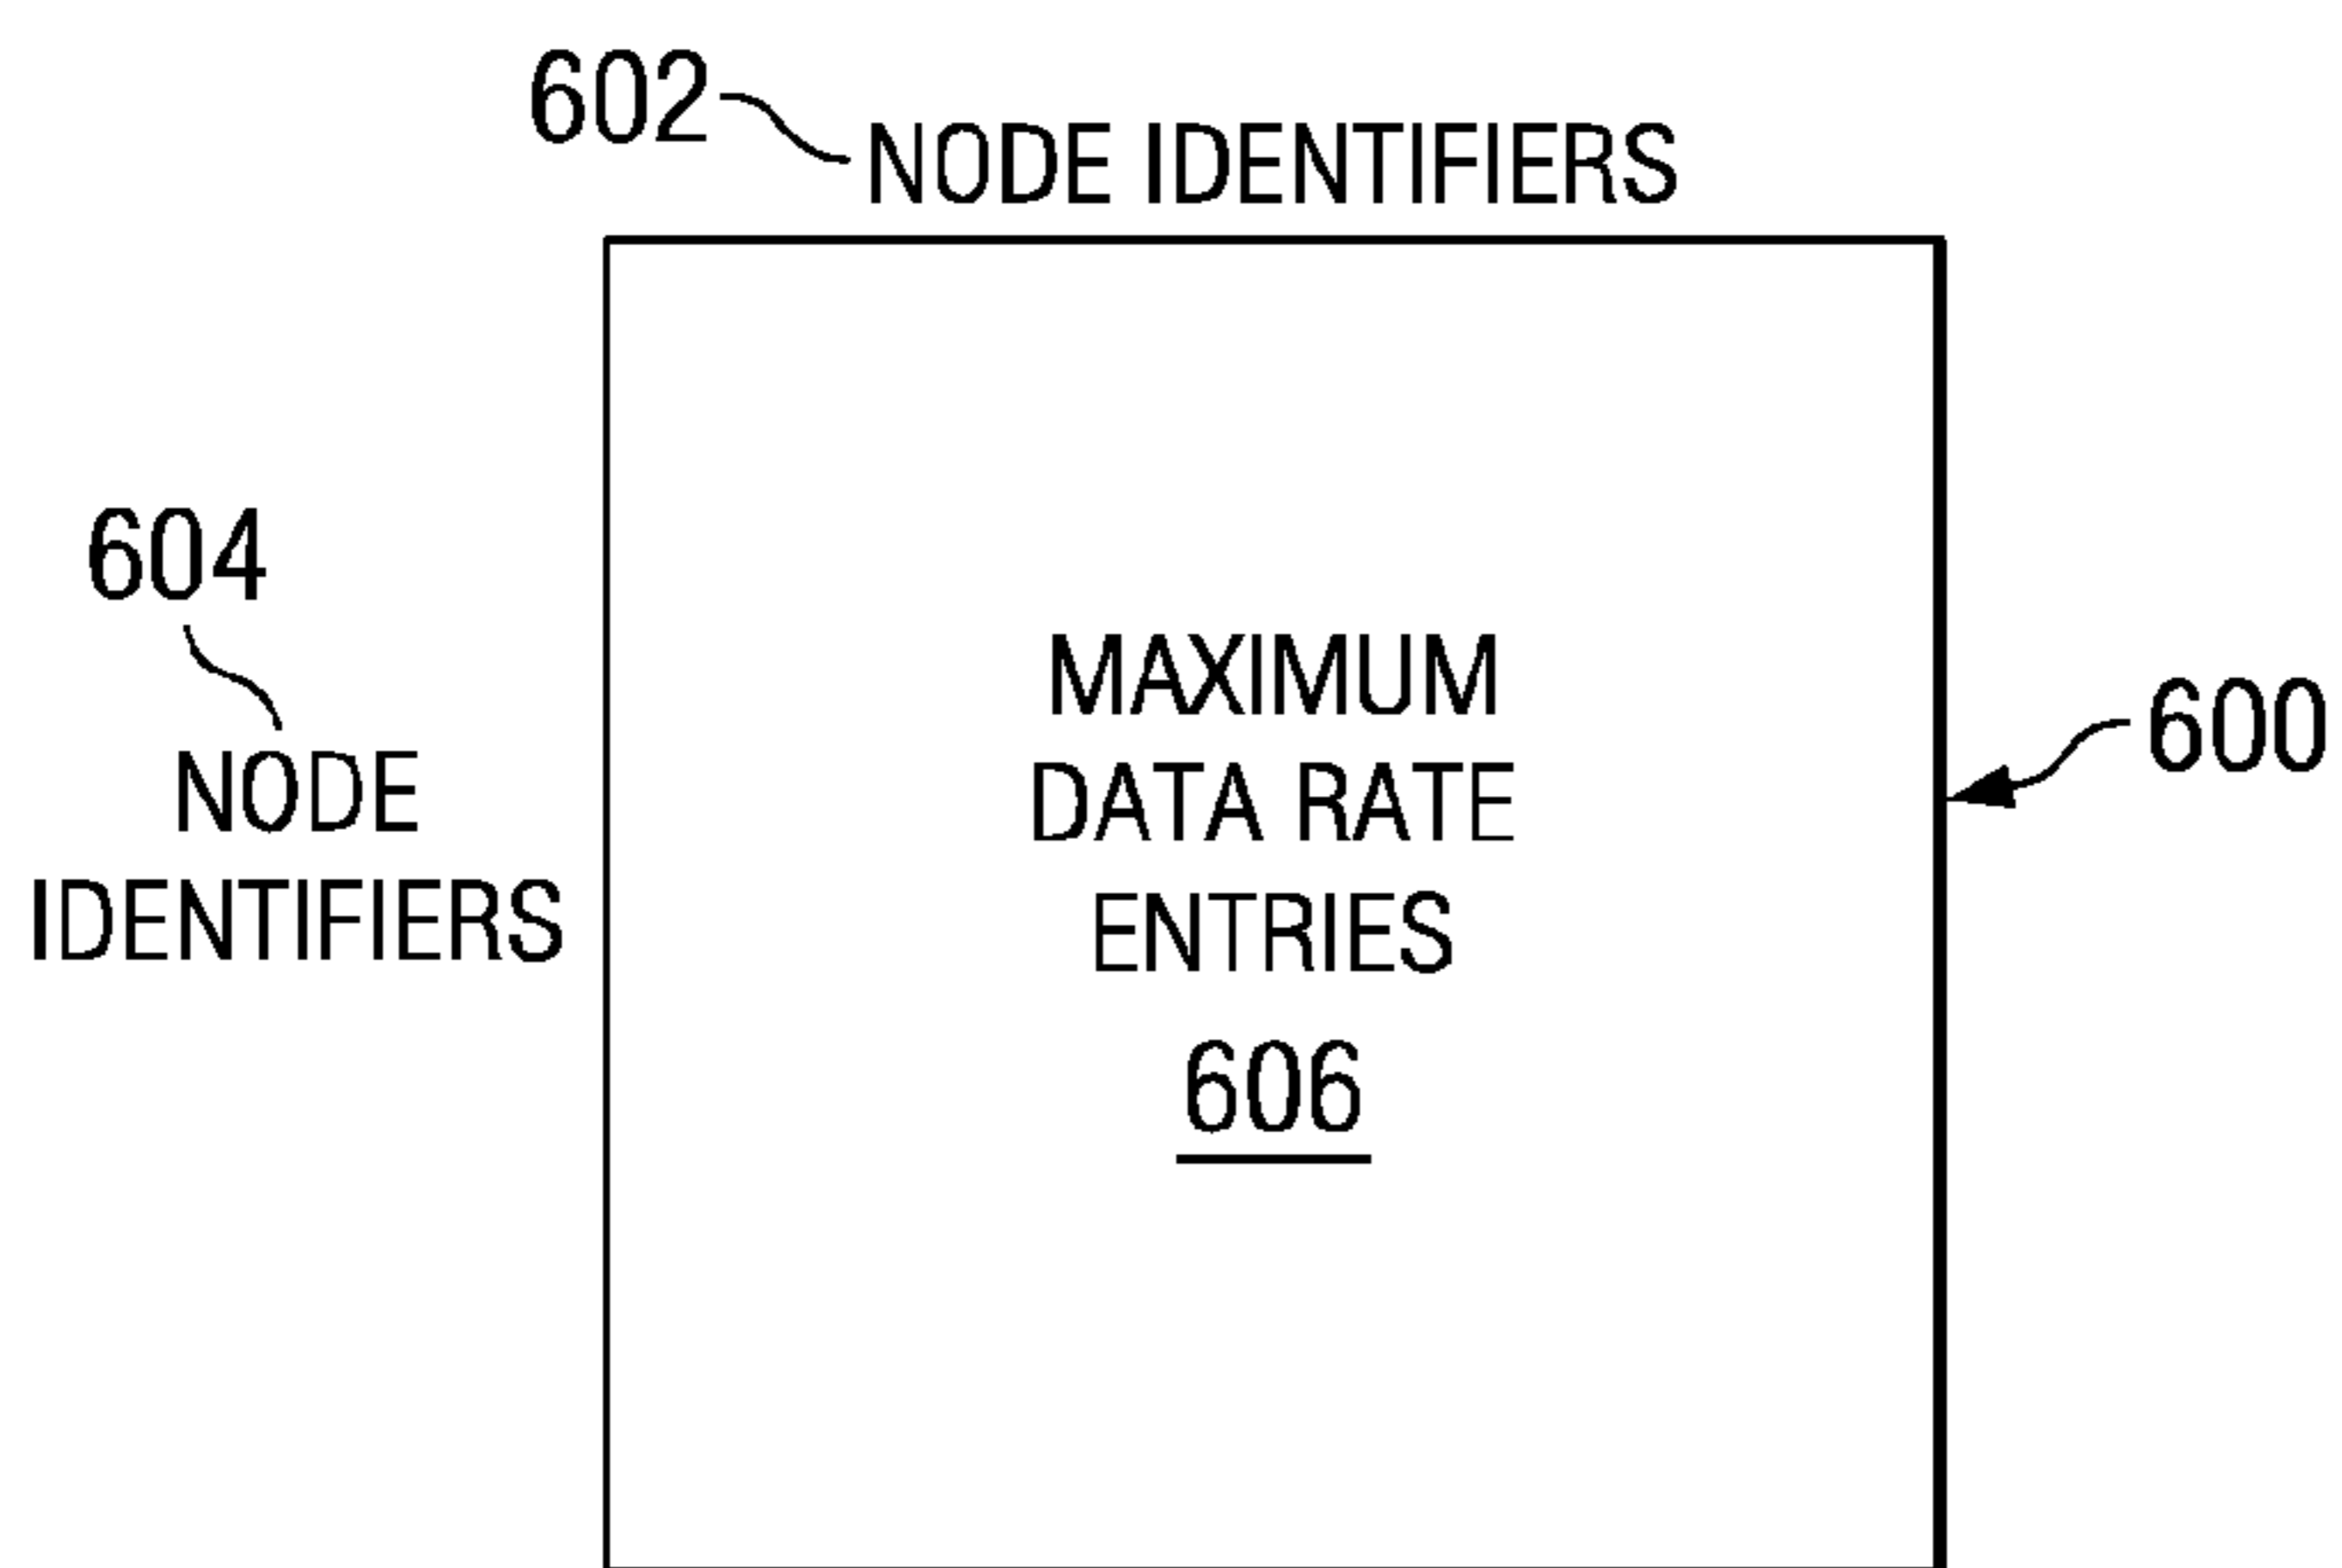 602
NODE IDENTIFIERS
604
NODE
IDENTIFIERS
MAXIMUM
DATA RATE
ENTRIES
606
600